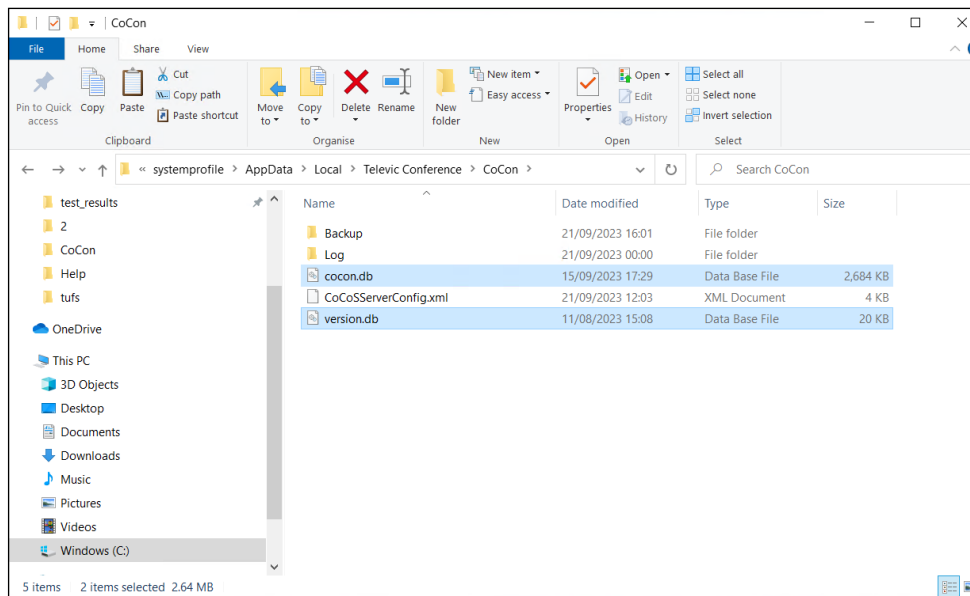 CoCon
File Home Share View
Pin to Quick access
Copy
Paste
Cut
Copy path
Paste shortcut
Clipboard
Move to
Copy to
Delete
Rename
Organise
New folder
New item
Easy access
New
Properties
Open
Edit
History
Open
Select all
Select none
Invert selection
Select
« systemprofile > AppData > Local > Televic Conference > CoCon >
Search CoCon
test_results
2
CoCon
Help
tufs
OneDrive
This PC
3D Objects
Desktop
Documents
Downloads
Music
Pictures
Videos
Windows (C:)
Name Date modified Type Size
Backup 21/09/2023 16:01 File folder
Log 21/09/2023 00:00 File folder
cocon.db 15/09/2023 17:29 Data Base File 2,684 KB
CoCoSServerConfig.xml 21/09/2023 12:03 XML Document 4 KB
version.db 11/08/2023 15:08 Data Base File 20 KB
5 items 2 items selected 2.64 MB